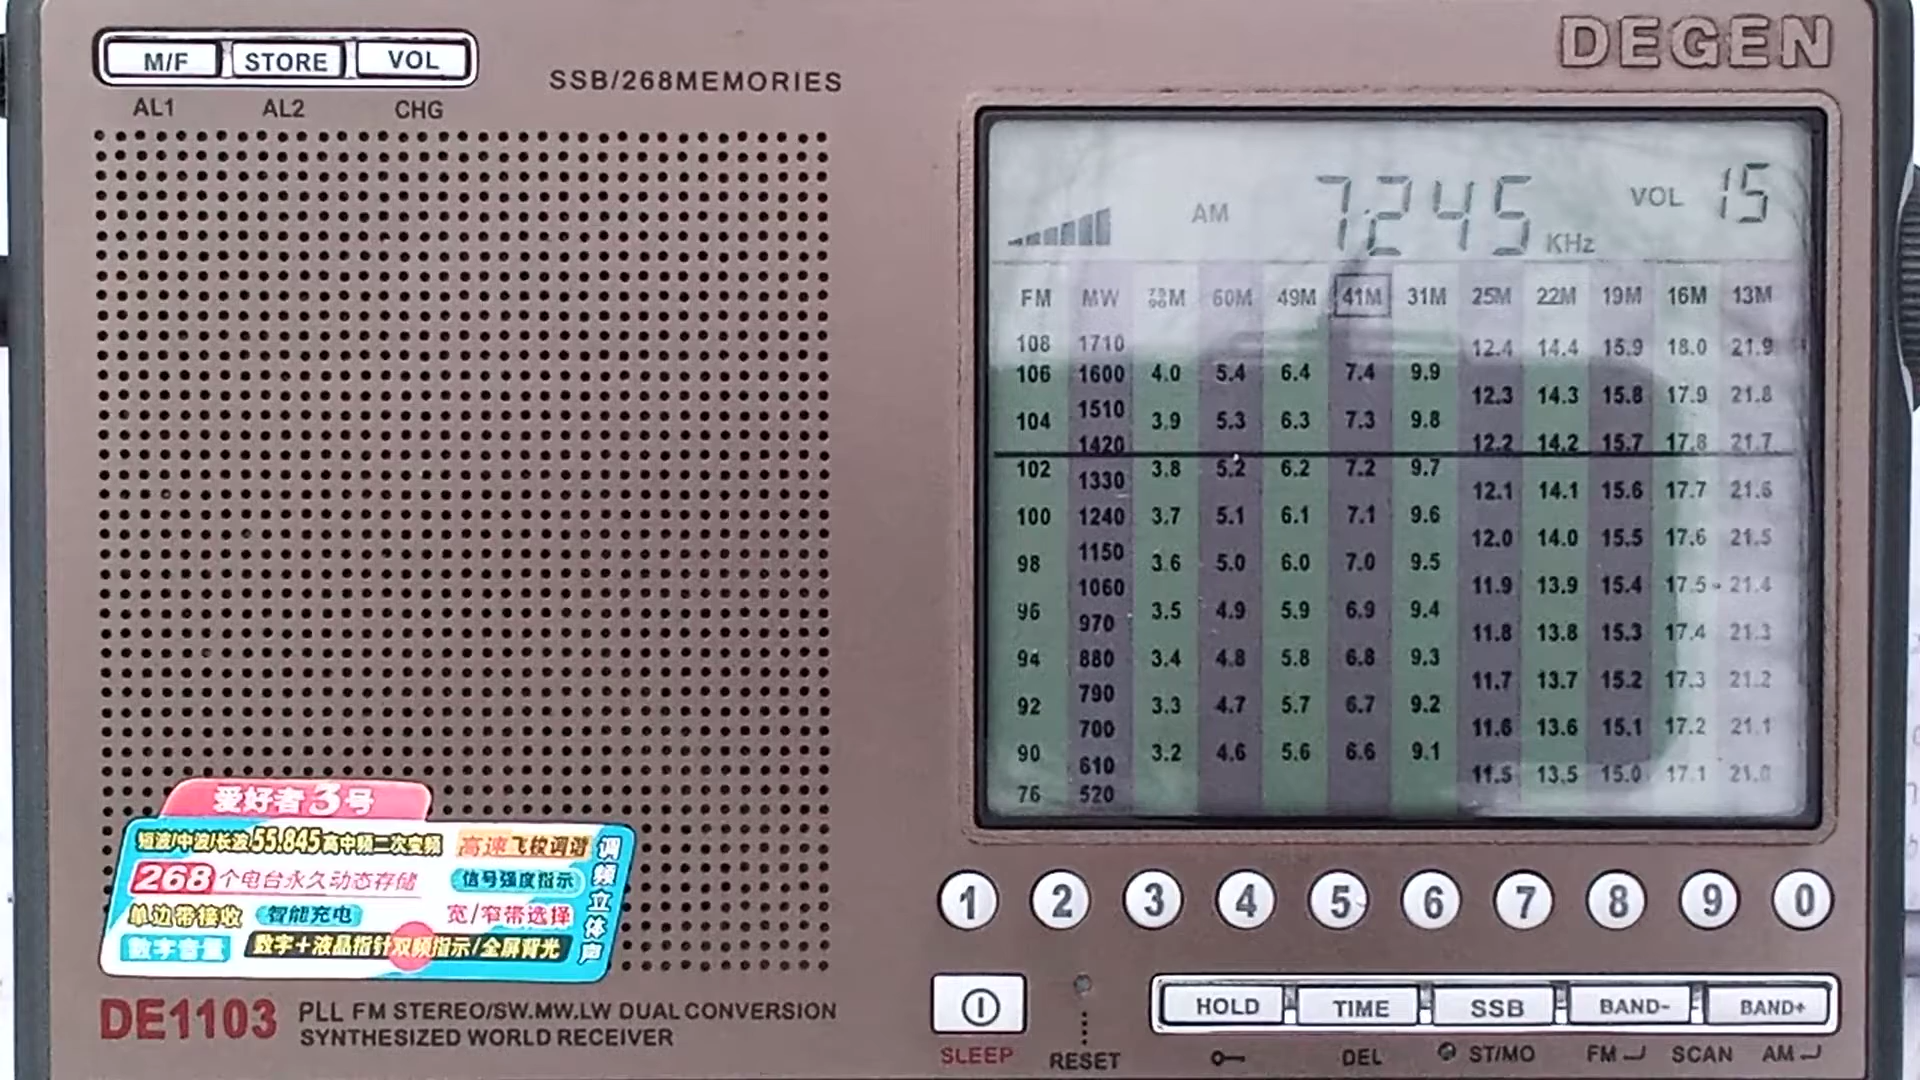 M/F STORE VOL
AL1 AL2 CHG
SSB/268MEMORIES
DEGEN
AM 7.245 KHz VOL 15
FM MW 60M 49M 41M 31M 25M 22M 19M 16M 13M
108 1710 12.4 14.4 15.9 18.0 21.9
106 1600 4.0 5.4 6.4 7.4 9.9
12.3 14.3 15.8 17.9 21.8
104 1510 3.9 5.3 6.3 7.3 9.8
1420 12.2 14.2 15.7 17.8 21.7
102 1330 3.8 5.2 6.2 7.2 9.7
12.1 14.1 15.6 17.7 21.6
100 1240 3.7 5.1 6.1 7.1 9.6
1150 12.0 14.0 15.5 17.6 21.5
98 3.6 5.0 6.0 7.0 9.5
1060 11.9 13.9 15.4 17.5 21.4
96 970 3.5 4.9 5.9 6.9 9.4
11.8 13.8 15.3 17.4 21.3
94 880 3.4 4.8 5.8 6.8 9.3
790 11.7 13.7 15.2 17.3 21.2
92 3.3 4.7 5.7 6.7 9.2
700 11.6 13.6 15.1 17.2 21.1
90 610 3.2 4.6 5.6 6.6 9.1
11.5 13.5 15.0 17.1 21.0
76 520
爱好者3号
短波/中波/长波55.845高中频二次变频 高速飞梭调谐
268个电台永久动态存储 信号强度指示
单边带接收 智能充电 宽/窄带选择
数字音量 数字+液晶指针双频指示/全屏背光
调频立体声
DE1103 PLL FM STEREO/SW.MW.LW DUAL CONVERSION
SYNTHESIZED WORLD RECEIVER
1 2 3 4 5 6 7 8 9 0
HOLD TIME SSB BAND- BAND+
SLEEP RESET DEL ST/MO FM SCAN AM